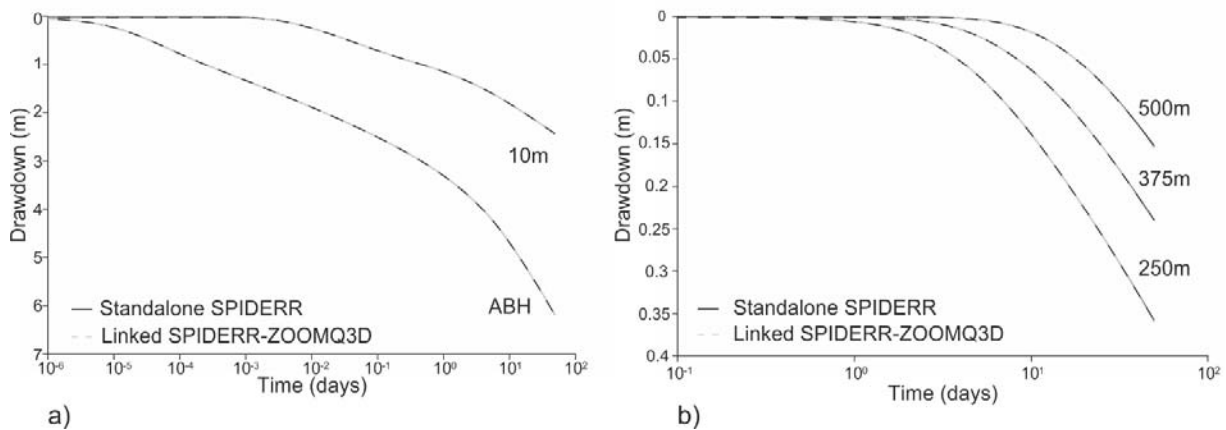 0
1
2
3
4
5
6
7
Drawdown (m)
10m
ABH
Standalone SPIDERR
Linked SPIDERR-ZOOMQ3D
10⁻⁶ 10⁻⁵ 10⁻⁴ 10⁻³ 10⁻² 10⁻¹ 10⁰ 10¹ 10²
Time (days)
a)
0
0.05
0.1
0.15
0.2
0.25
0.3
0.35
0.4
Drawdown (m)
500m
375m
250m
Standalone SPIDERR
Linked SPIDERR-ZOOMQ3D
10⁻¹ 10⁰ 10¹ 10²
Time (days)
b)